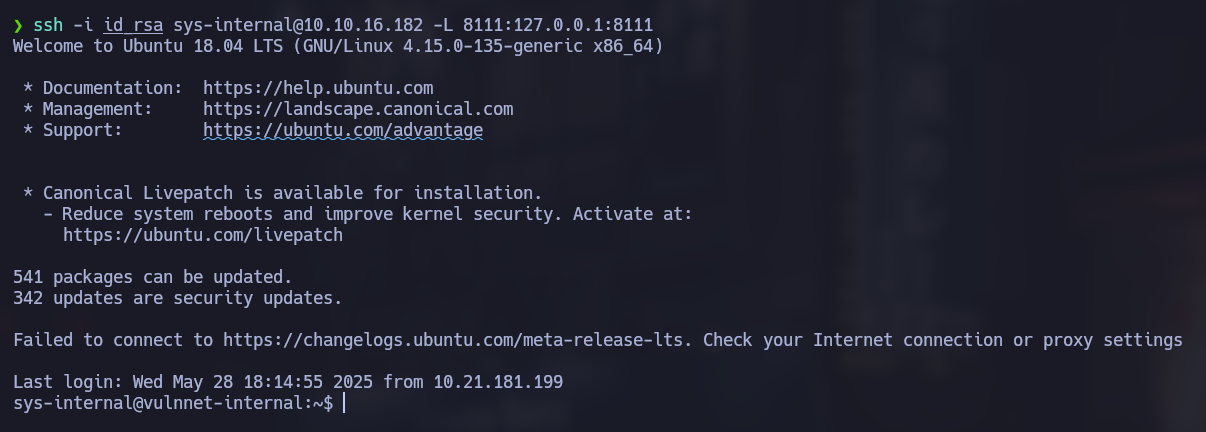 ❯ ssh -i id_rsa sys-internal@10.10.16.182 -L 8111:127.0.0.1:8111
Welcome to Ubuntu 18.04 LTS (GNU/Linux 4.15.0-135-generic x86_64)
* Documentation:  https://help.ubuntu.com
* Management:     https://landscape.canonical.com
* Support:        https://ubuntu.com/advantage
* Canonical Livepatch is available for installation.
- Reduce system reboots and improve kernel security. Activate at:
https://ubuntu.com/livepatch
541 packages can be updated.
342 updates are security updates.
Failed to connect to https://changelogs.ubuntu.com/meta-release-lts. Check your Internet connection or proxy settings
Last login: Wed May 28 18:14:55 2025 from 10.21.181.199
sys-internal@vulnnet-internal:~$